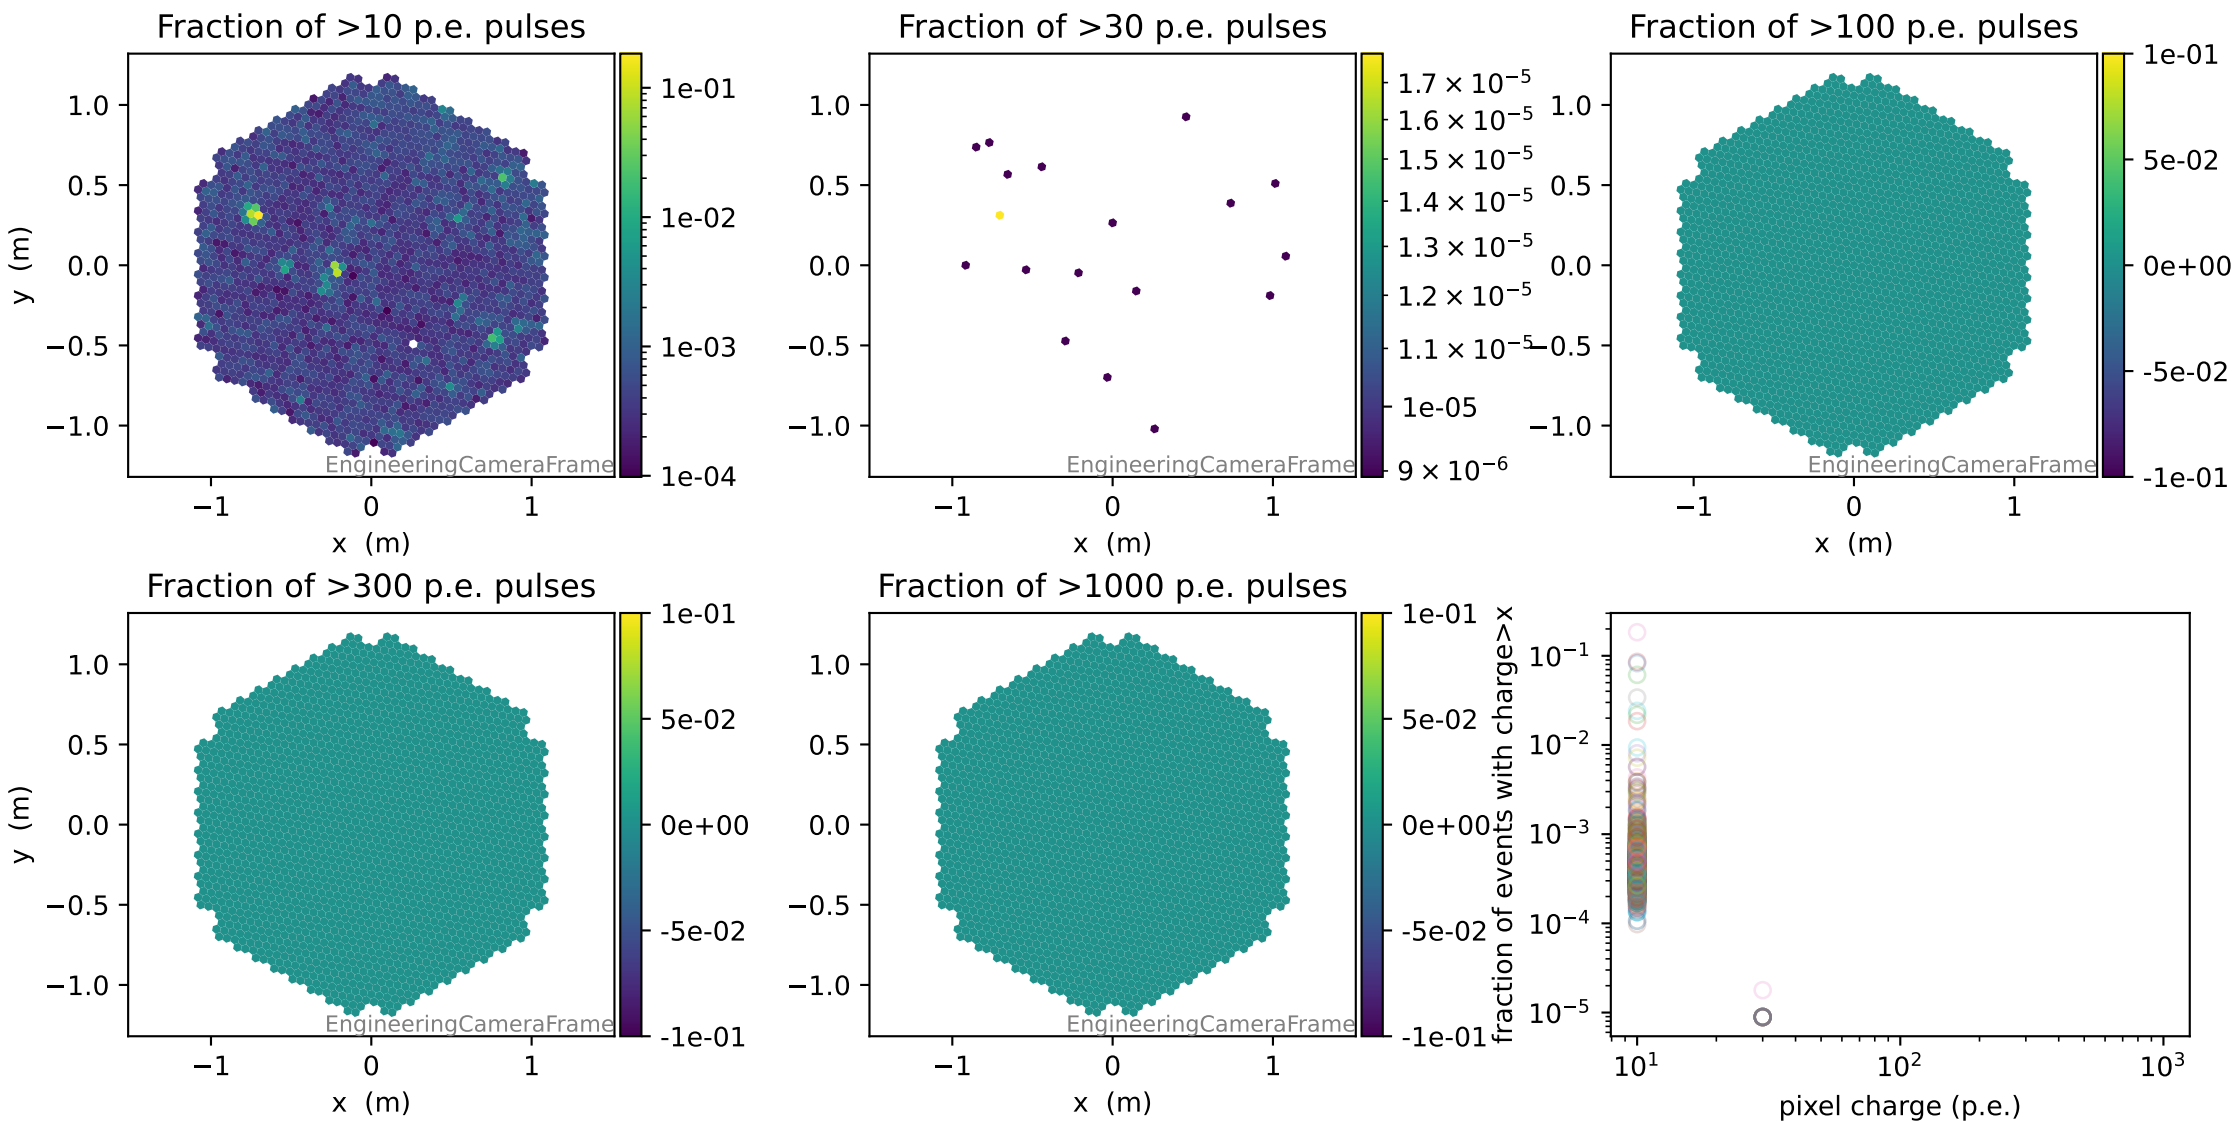 Fraction of >10 p.e. pulses
1.0
0.5
0.0
−0.5
−1.0
y (m)
−1
0
1
x (m)
EngineeringCameraFrame
1e-01
1e-02
1e-03
1e-04
Fraction of >30 p.e. pulses
1.0
0.5
0.0
−0.5
−1.0
−1
0
1
x (m)
EngineeringCameraFrame
1.7 × 10⁻⁵
1.6 × 10⁻⁵
1.5 × 10⁻⁵
1.4 × 10⁻⁵
1.3 × 10⁻⁵
1.2 × 10⁻⁵
1.1 × 10⁻⁵
1e-05
9 × 10⁻⁶
Fraction of >100 p.e. pulses
1.0
0.5
0.0
−0.5
−1.0
−1
0
1
x (m)
EngineeringCameraFrame
1e-01
5e-02
0e+00
-5e-02
-1e-01
Fraction of >300 p.e. pulses
1.0
0.5
0.0
−0.5
−1.0
y (m)
−1
0
1
x (m)
EngineeringCameraFrame
1e-01
5e-02
0e+00
-5e-02
-1e-01
Fraction of >1000 p.e. pulses
1.0
0.5
0.0
−0.5
−1.0
−1
0
1
x (m)
EngineeringCameraFrame
1e-01
5e-02
0e+00
-5e-02
-1e-01
fraction of events with charge>x
10⁻¹
10⁻²
10⁻³
10⁻⁴
10⁻⁵
10¹
10²
10³
pixel charge (p.e.)